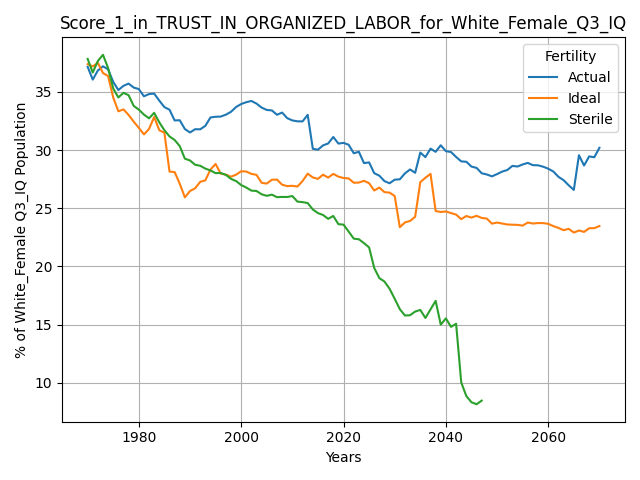 Score_1_in_TRUST_IN_ORGANIZED_LABOR_for_White_Female_Q3_IQ
Fertility
Actual
Ideal
Sterile
% of White_Female Q3_IQ Population
35
30
25
20
15
10
1980
2000
2020
2040
2060
Years